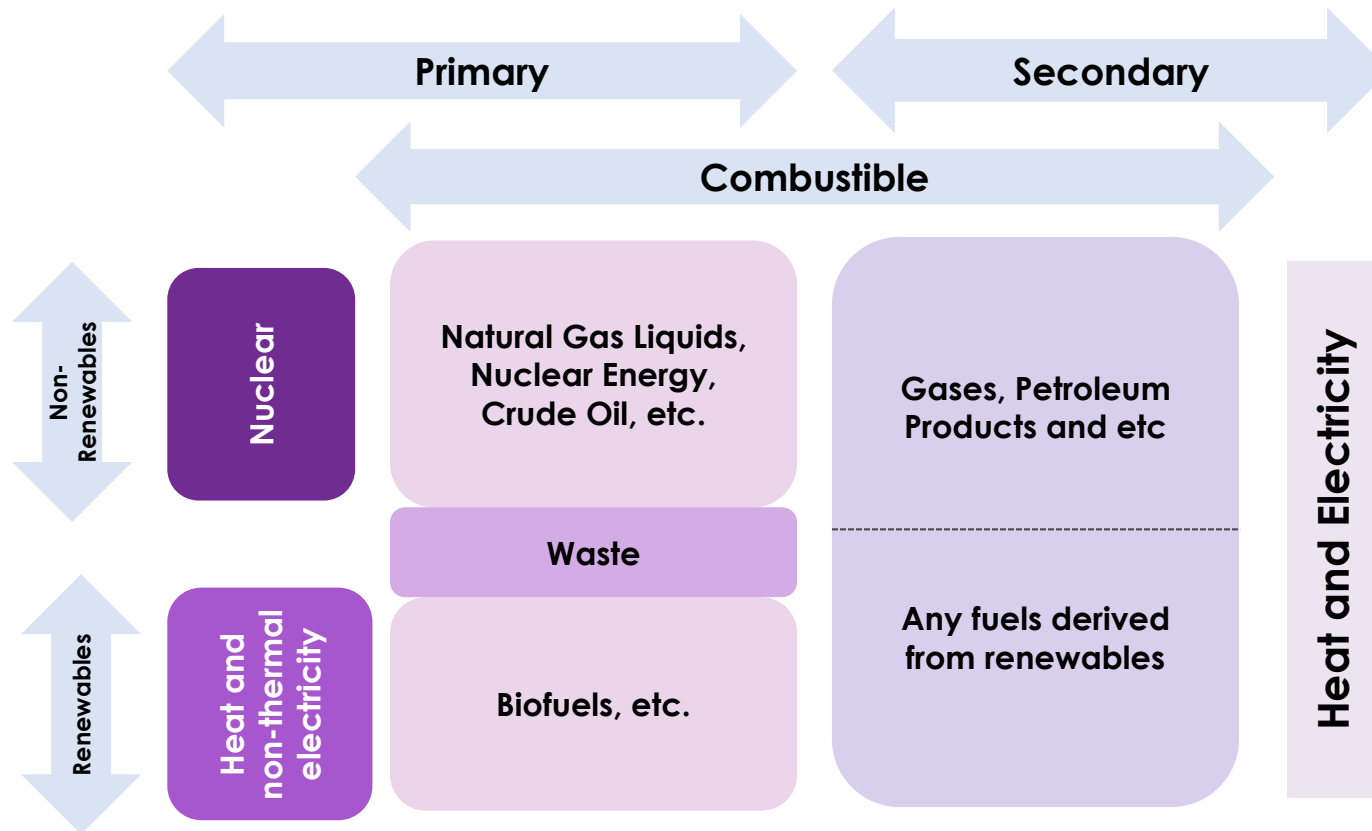 Primary
Secondary
Combustible
Non-
Renewables
Nuclear
Natural Gas Liquids,
Nuclear Energy,
Crude Oil, etc.
Gases, Petroleum
Products and etc
Heat and Electricity
Waste
Renewables
Heat and
non-thermal
electricity
Biofuels, etc.
Any fuels derived
from renewables